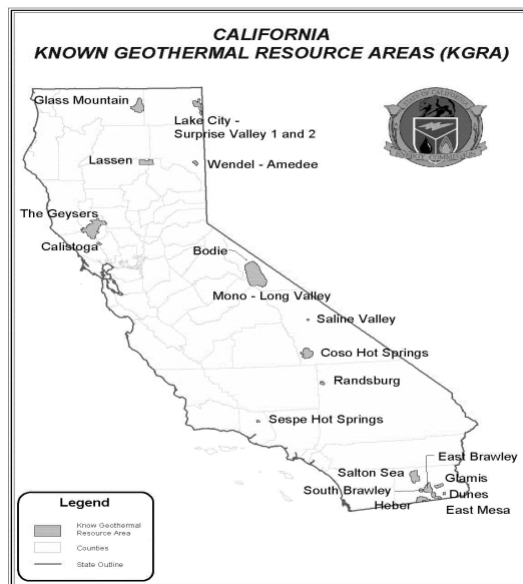 CALIFORNIA
KNOWN GEOTHERMAL RESOURCE AREAS (KGRA)
Glass Mountain
Lake City -
Surprise Valley 1 and 2
Lassen
Wendel - Amedee
The Geysers
Calistoga
Bodie
Mono - Long Valley
Saline Valley
Coso Hot Springs
Randsburg
Sespe Hot Springs
East Brawley
Salton Sea
Glamis
South Brawley
Dunes
Heber
East Mesa
Legend
Know Geothermal
Resource Area
Counties
State Outline